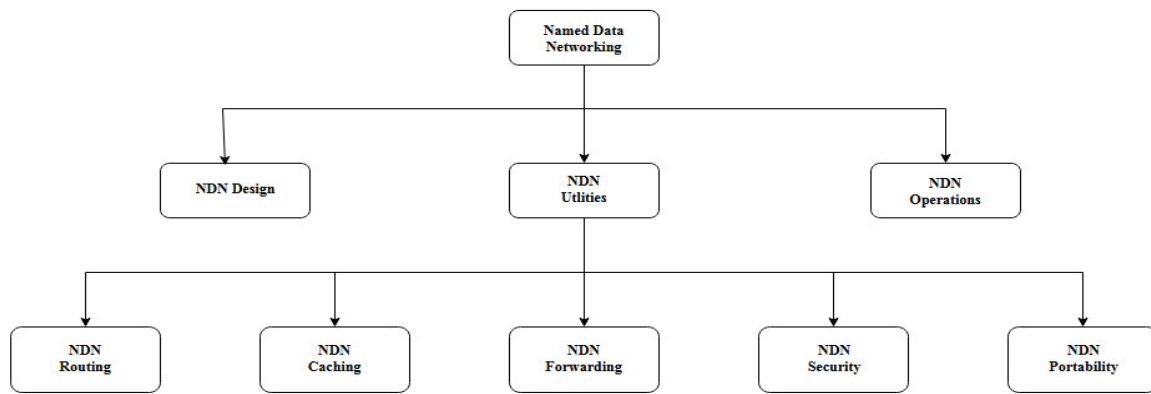 Named Data
Networking
NDN Design
NDN
Utlities
NDN
Operations
NDN
Routing
NDN
Caching
NDN
Forwarding
NDN
Security
NDN
Portability